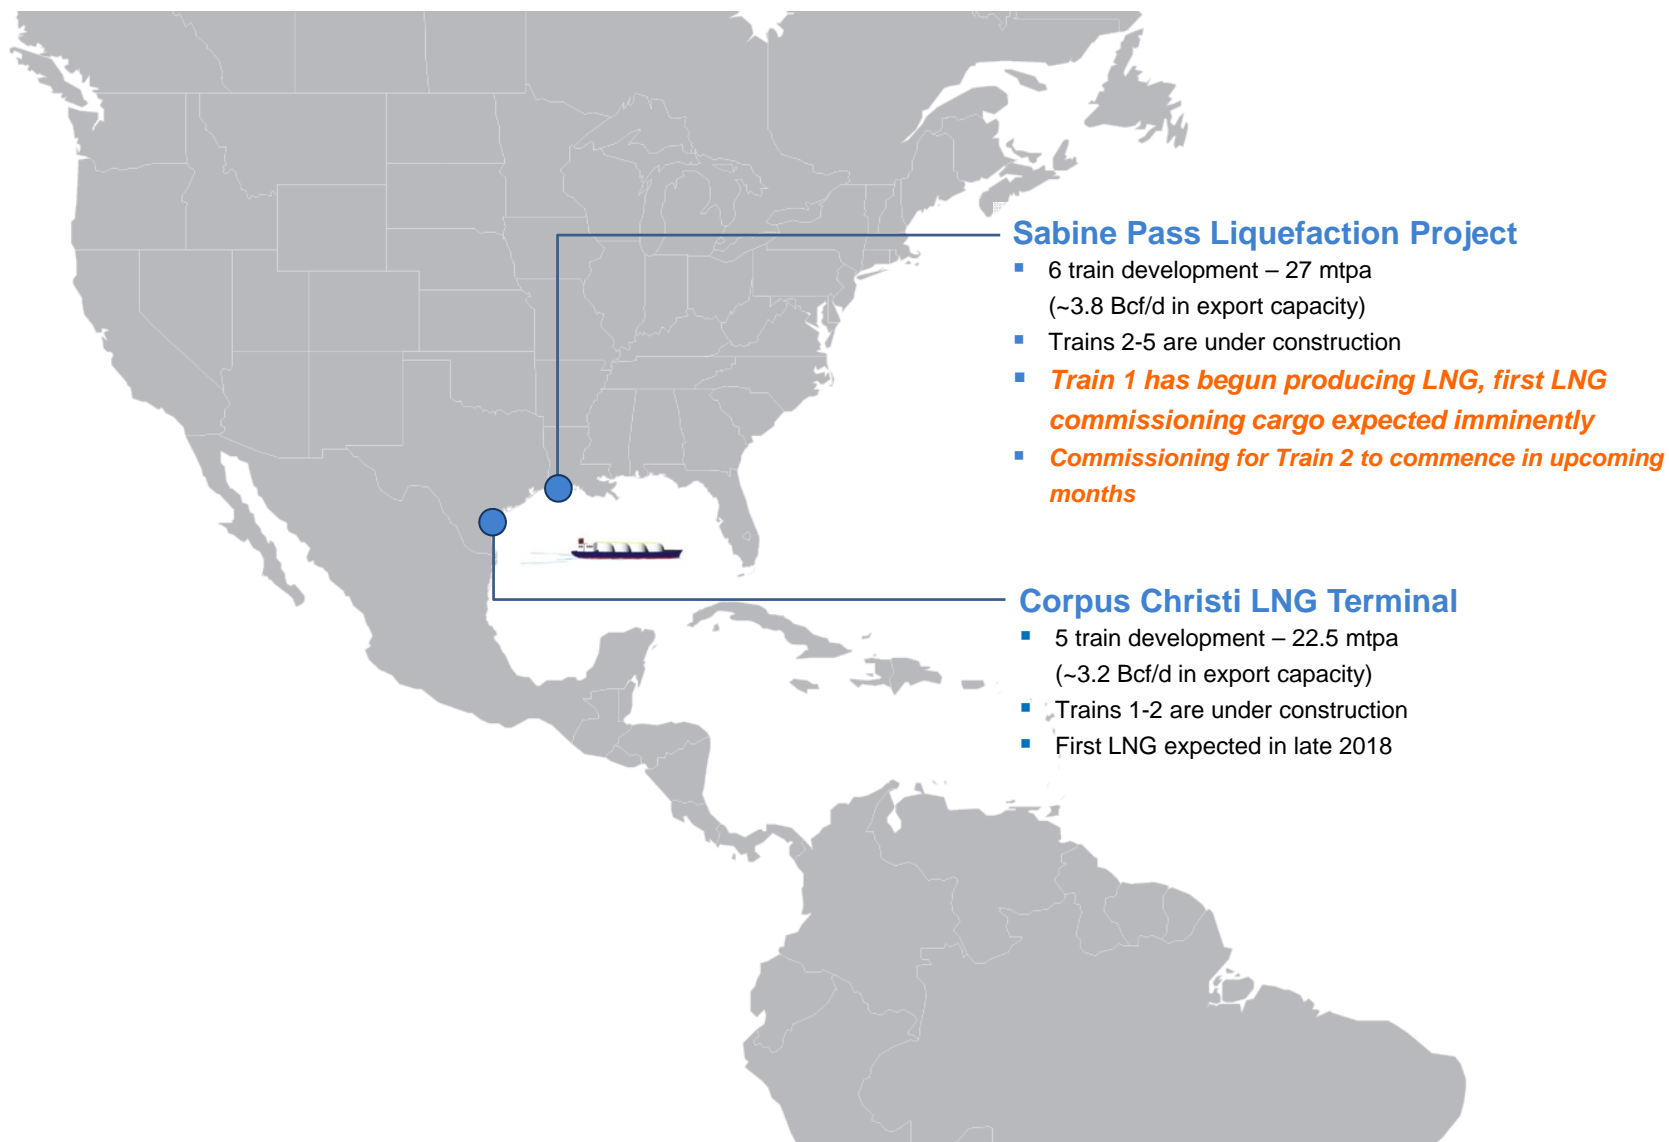 Sabine Pass Liquefaction Project
▪ 6 train development – 27 mtpa
(~3.8 Bcf/d in export capacity)
▪ Trains 2-5 are under construction
▪ Train 1 has begun producing LNG, first LNG
commissioning cargo expected imminently
▪ Commissioning for Train 2 to commence in upcoming
months
Corpus Christi LNG Terminal
▪ 5 train development – 22.5 mtpa
(~3.2 Bcf/d in export capacity)
▪ Trains 1-2 are under construction
▪ First LNG expected in late 2018